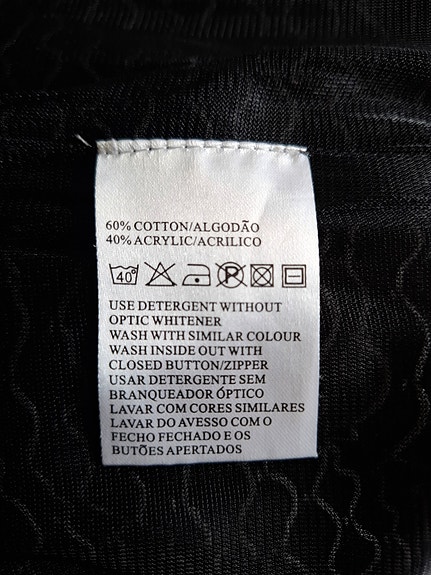 60% COTTON/ALGODÃO
40% ACRYLIC/ACRILICO
40° P
USE DETERGENT WITHOUT
OPTIC WHITENER
WASH WITH SIMILAR COLOUR
WASH INSIDE OUT WITH
CLOSED BUTTON/ZIPPER
USAR DETERGENTE SEM
BRANQUEADOR ÓPTICO
LAVAR COM CORES SIMILARES
LAVAR DO AVESSO COM O
FECHO FECHADO E OS
BUTÕES APERTADOS